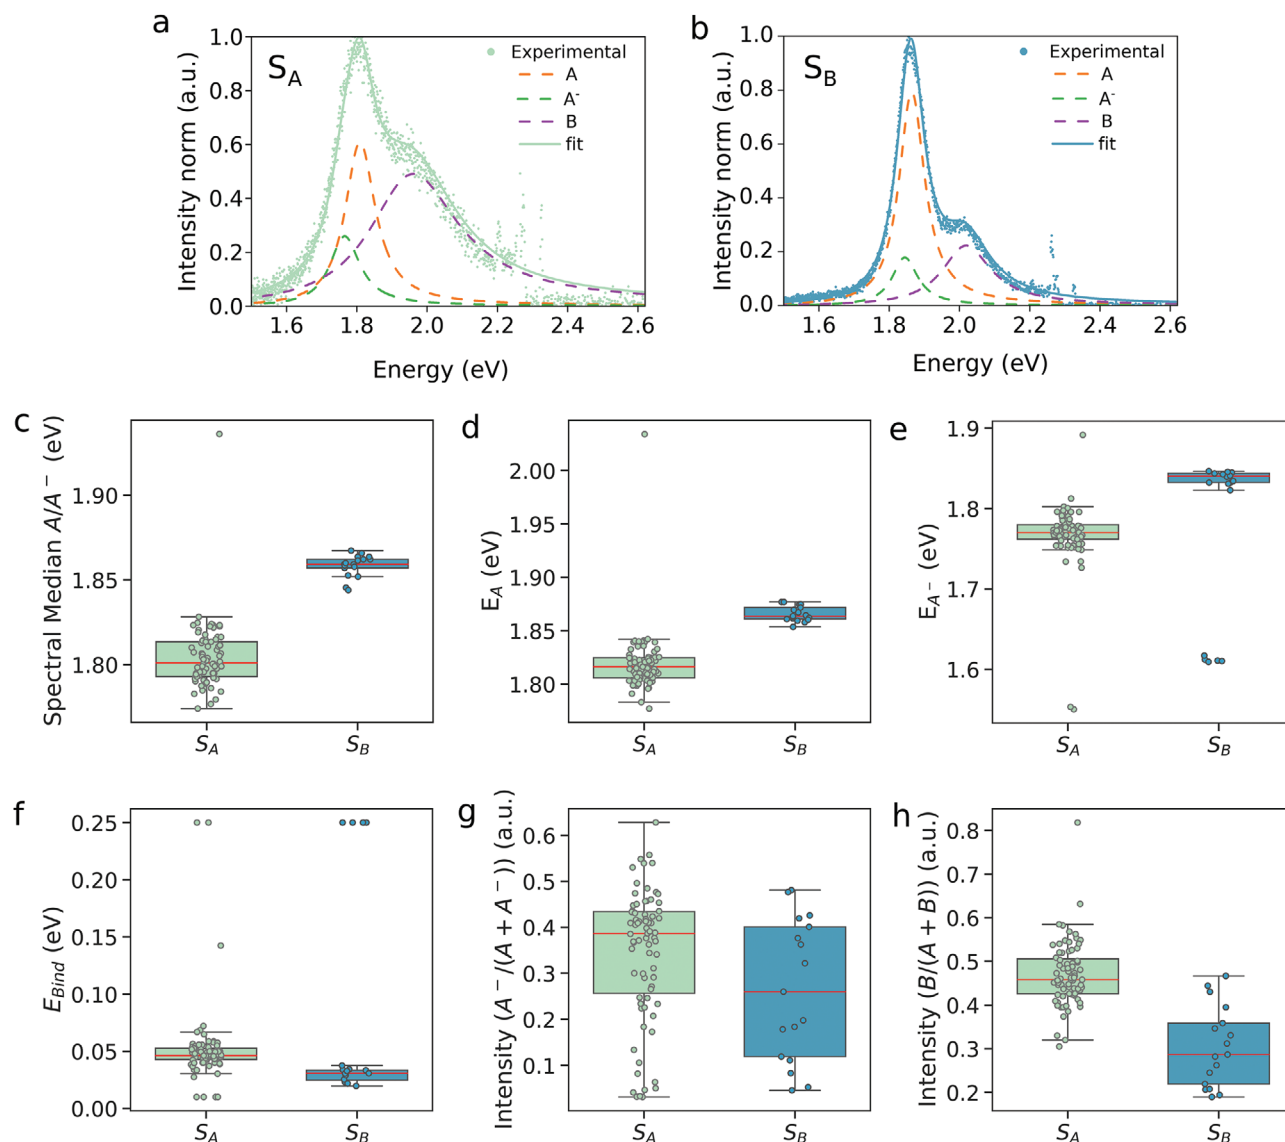 a
S_A
1.0
0.8
0.6
0.4
0.2
0.0
Intensity norm (a.u.)
1.6 1.8 2.0 2.2 2.4 2.6
Energy (eV)
Experimental
A
A-
B
fit
b
S_B
1.0
0.8
0.6
0.4
0.2
0.0
Intensity norm (a.u.)
1.6 1.8 2.0 2.2 2.4 2.6
Energy (eV)
Experimental
A
A-
B
fit
c
Spectral Median A/A− (eV)
1.90
1.85
1.80
S_A S_B
d
E_A (eV)
2.00
1.95
1.90
1.85
1.80
S_A S_B
e
E_A− (eV)
1.9
1.8
1.7
1.6
S_A S_B
f
E_Bind (eV)
0.25
0.20
0.15
0.10
0.05
0.00
S_A S_B
g
Intensity (A−/(A + A−)) (a.u.)
0.6
0.5
0.4
0.3
0.2
0.1
S_A S_B
h
Intensity (B/(A + B)) (a.u.)
0.8
0.7
0.6
0.5
0.4
0.3
0.2
S_A S_B